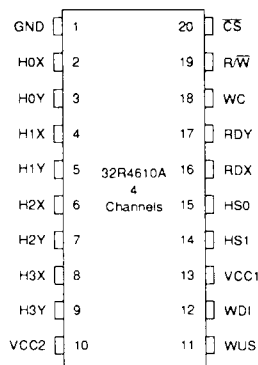 GND 1 20 C̅S̅
H0X 2 19 R/W̅
H0Y 3 18 WC
H1X 4 17 RDY
H1Y 5 16 RDX
32R4610A
4
Channels
H2X 6 15 HS0
H2Y 7 14 HS1
H3X 8 13 VCC1
H3Y 9 12 WDI
VCC2 10 11 WUS